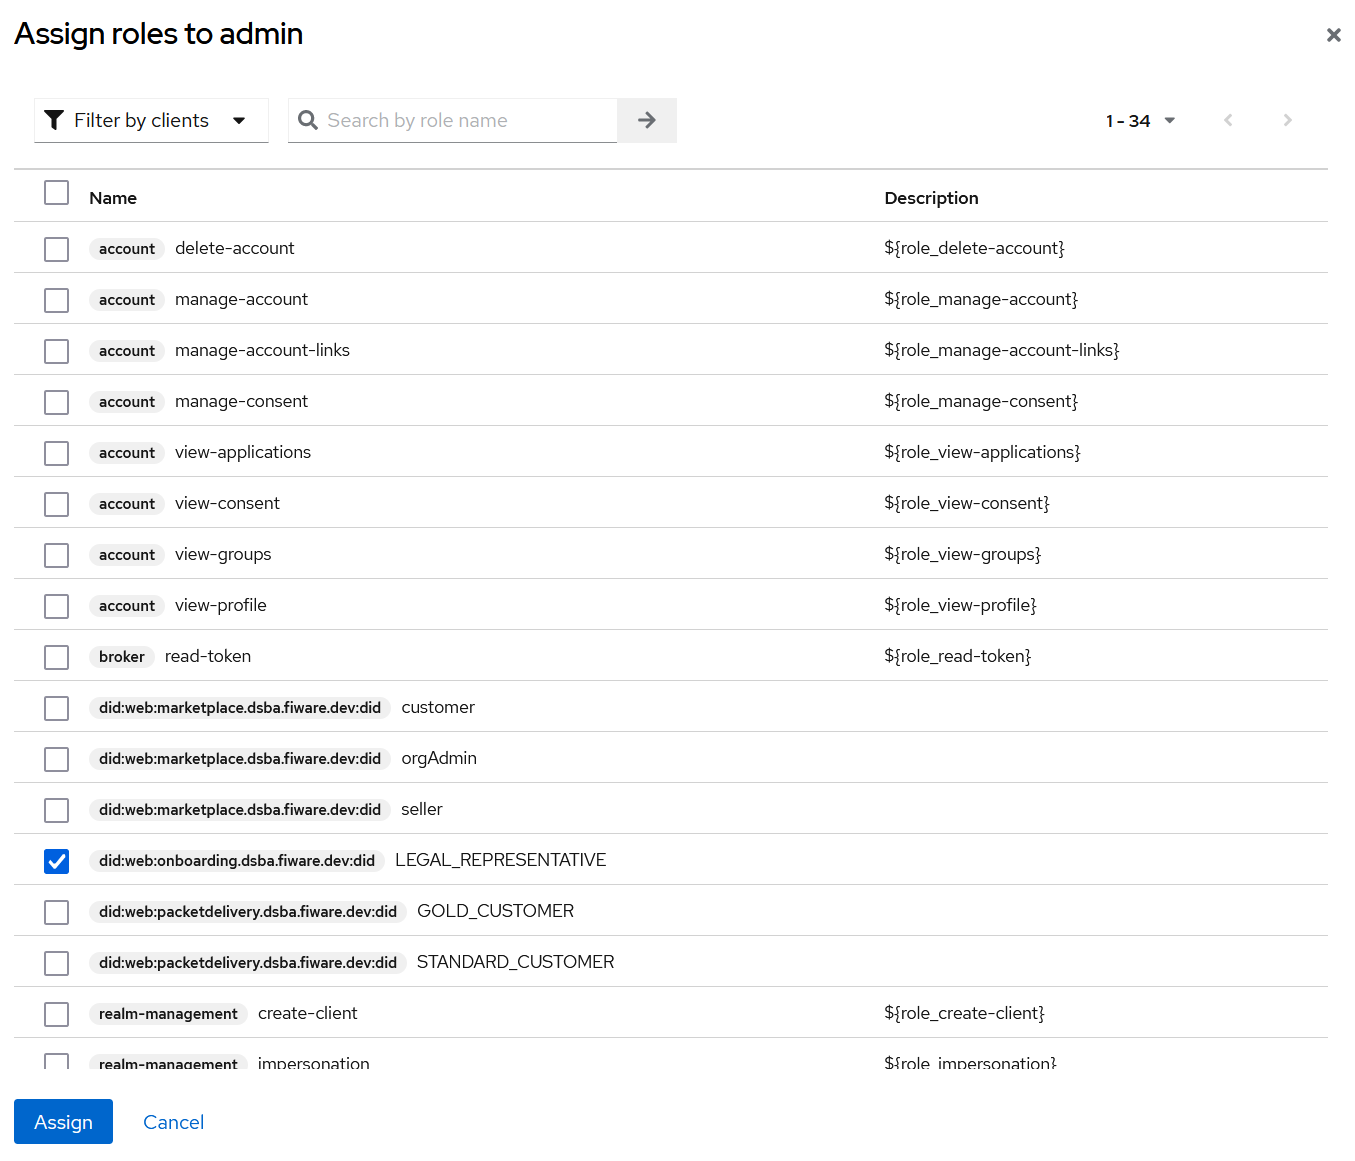 Assign roles to admin
Filter by clients
Search by role name
1 - 34
Name Description
account delete-account ${role_delete-account}
account manage-account ${role_manage-account}
account manage-account-links ${role_manage-account-links}
account manage-consent ${role_manage-consent}
account view-applications ${role_view-applications}
account view-consent ${role_view-consent}
account view-groups ${role_view-groups}
account view-profile ${role_view-profile}
broker read-token ${role_read-token}
did:web:marketplace.dsba.fiware.dev:did customer
did:web:marketplace.dsba.fiware.dev:did orgAdmin
did:web:marketplace.dsba.fiware.dev:did seller
did:web:onboarding.dsba.fiware.dev:did LEGAL_REPRESENTATIVE
did:web:packetdelivery.dsba.fiware.dev:did GOLD_CUSTOMER
did:web:packetdelivery.dsba.fiware.dev:did STANDARD_CUSTOMER
realm-management create-client ${role_create-client}
realm-management impersonation ${role_impersonation}
Assign Cancel